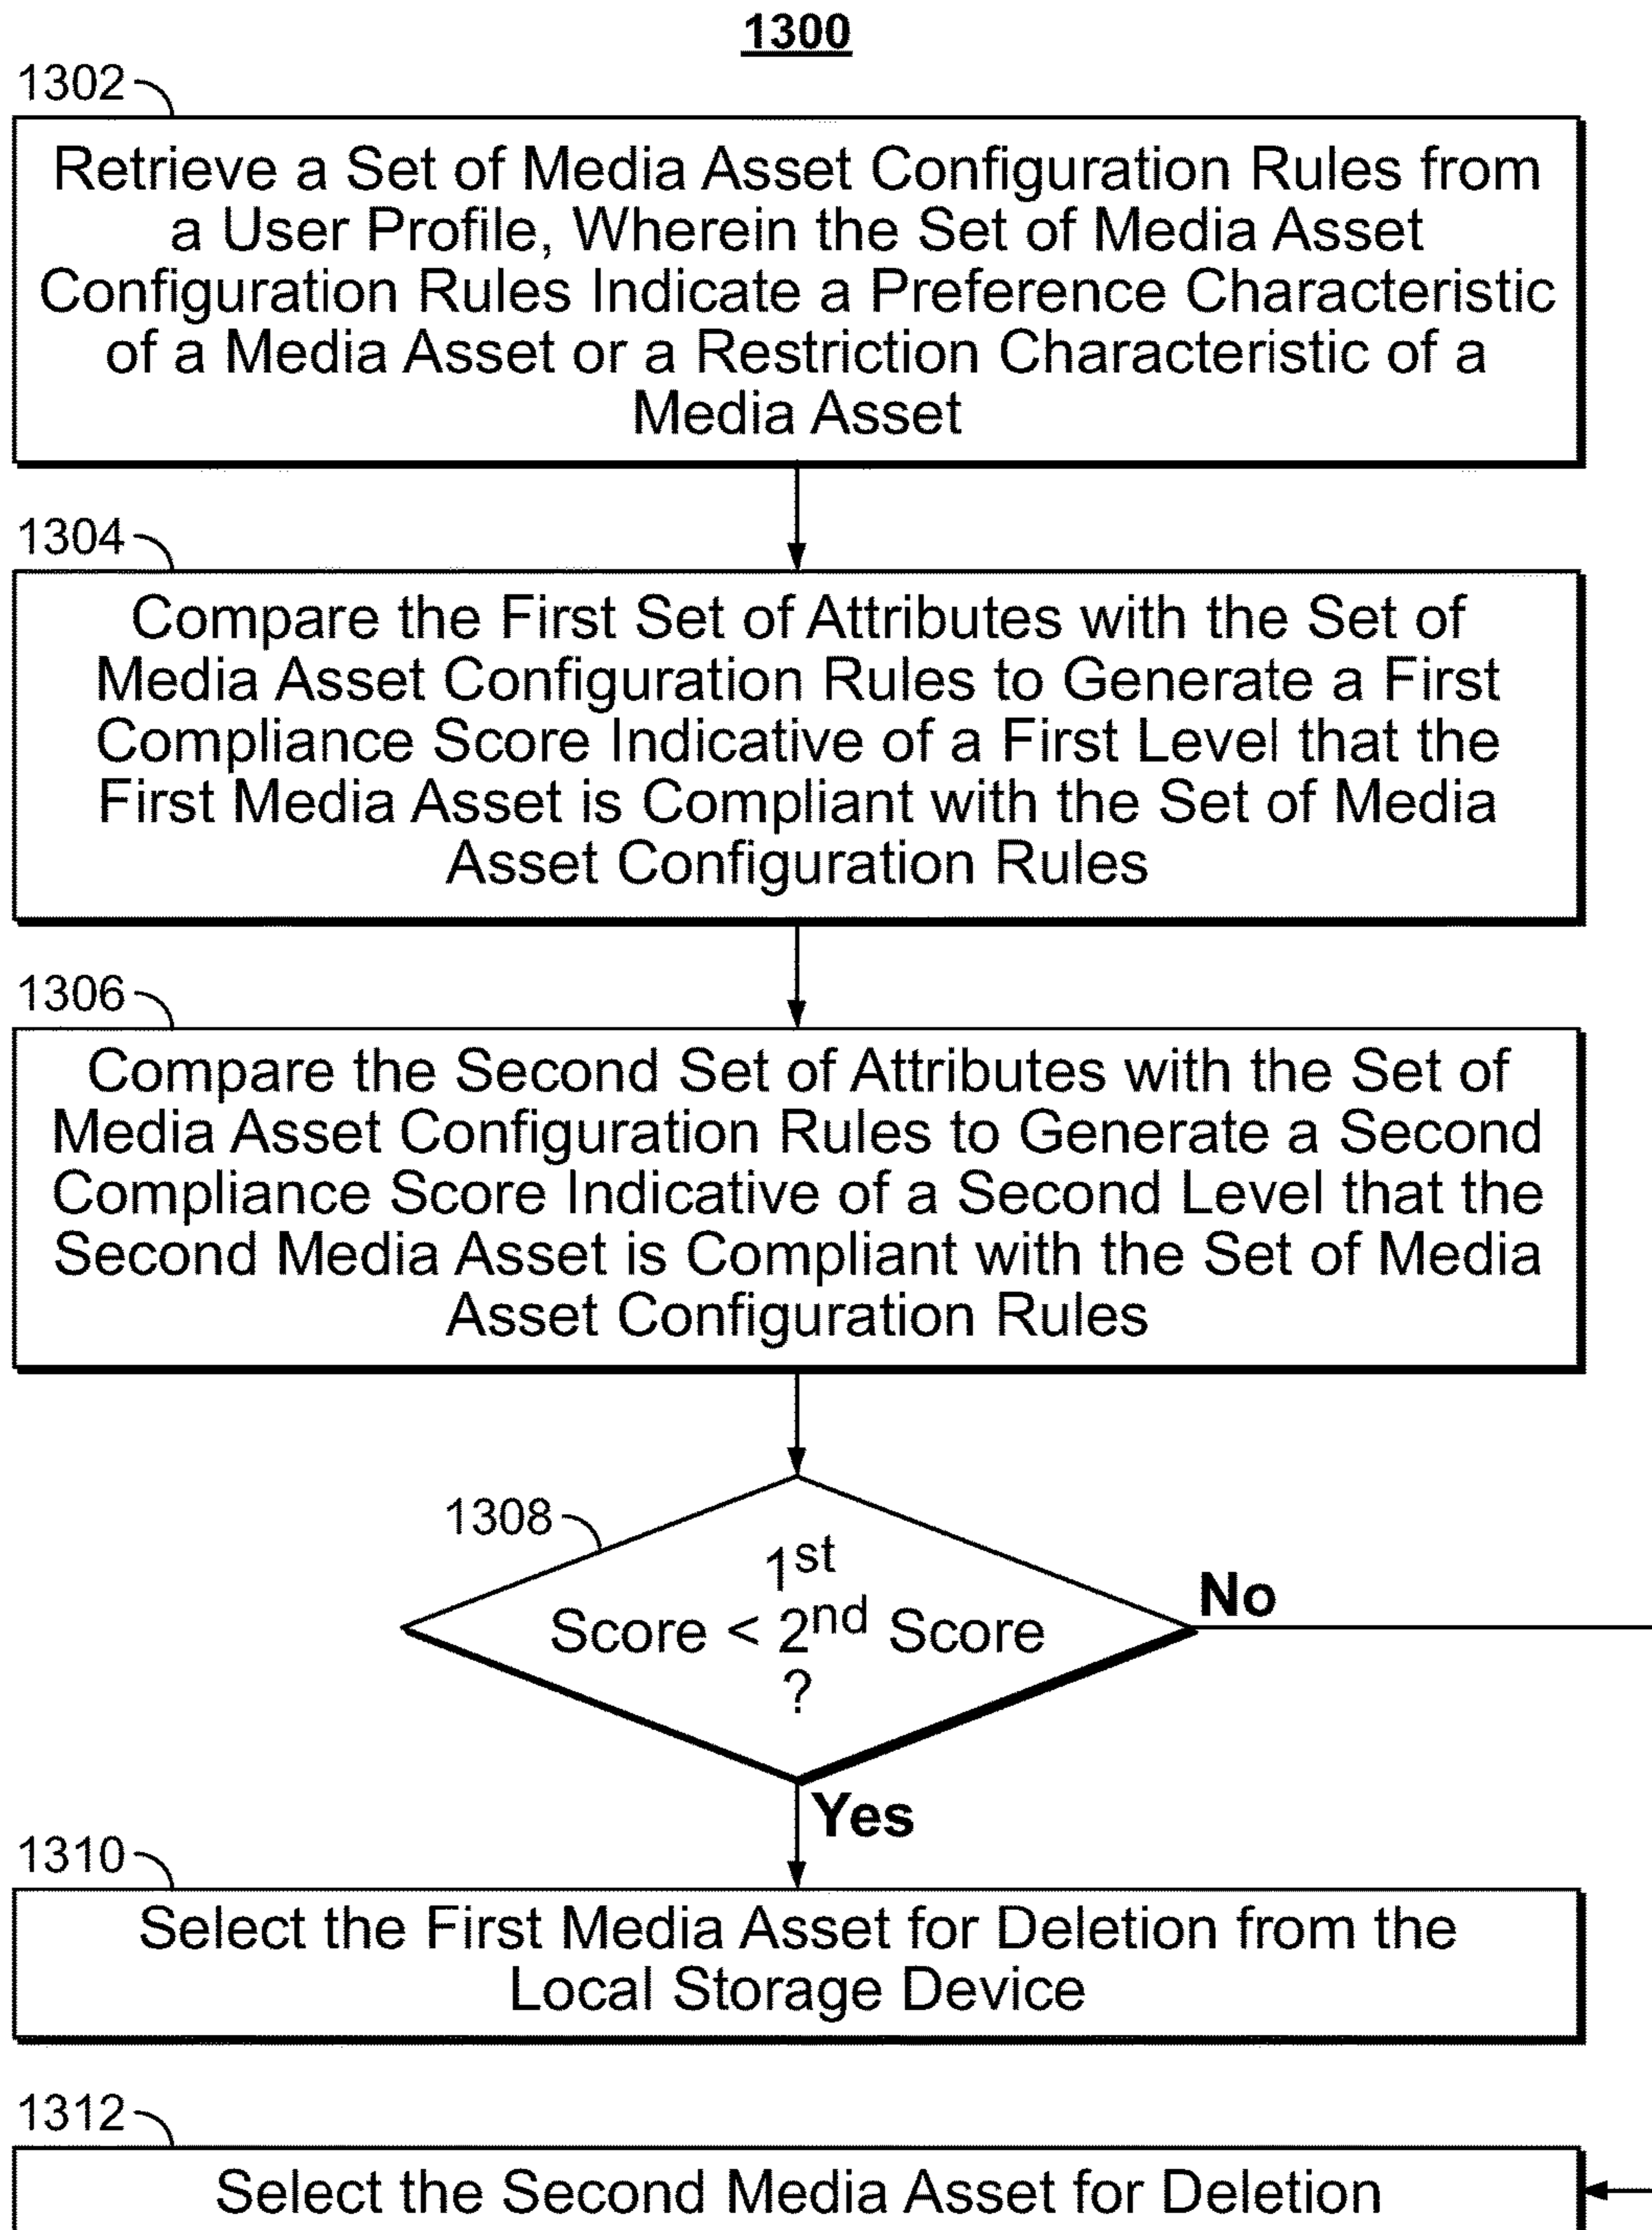 1300
1302
Retrieve a Set of Media Asset Configuration Rules from
a User Profile, Wherein the Set of Media Asset
Configuration Rules Indicate a Preference Characteristic
of a Media Asset or a Restriction Characteristic of a
Media Asset
1304
Compare the First Set of Attributes with the Set of
Media Asset Configuration Rules to Generate a First
Compliance Score Indicative of a First Level that the
First Media Asset is Compliant with the Set of Media
Asset Configuration Rules
1306
Compare the Second Set of Attributes with the Set of
Media Asset Configuration Rules to Generate a Second
Compliance Score Indicative of a Second Level that the
Second Media Asset is Compliant with the Set of Media
Asset Configuration Rules
1308
1st
Score < 2nd Score
?
No
Yes
1310
Select the First Media Asset for Deletion from the
Local Storage Device
1312
Select the Second Media Asset for Deletion